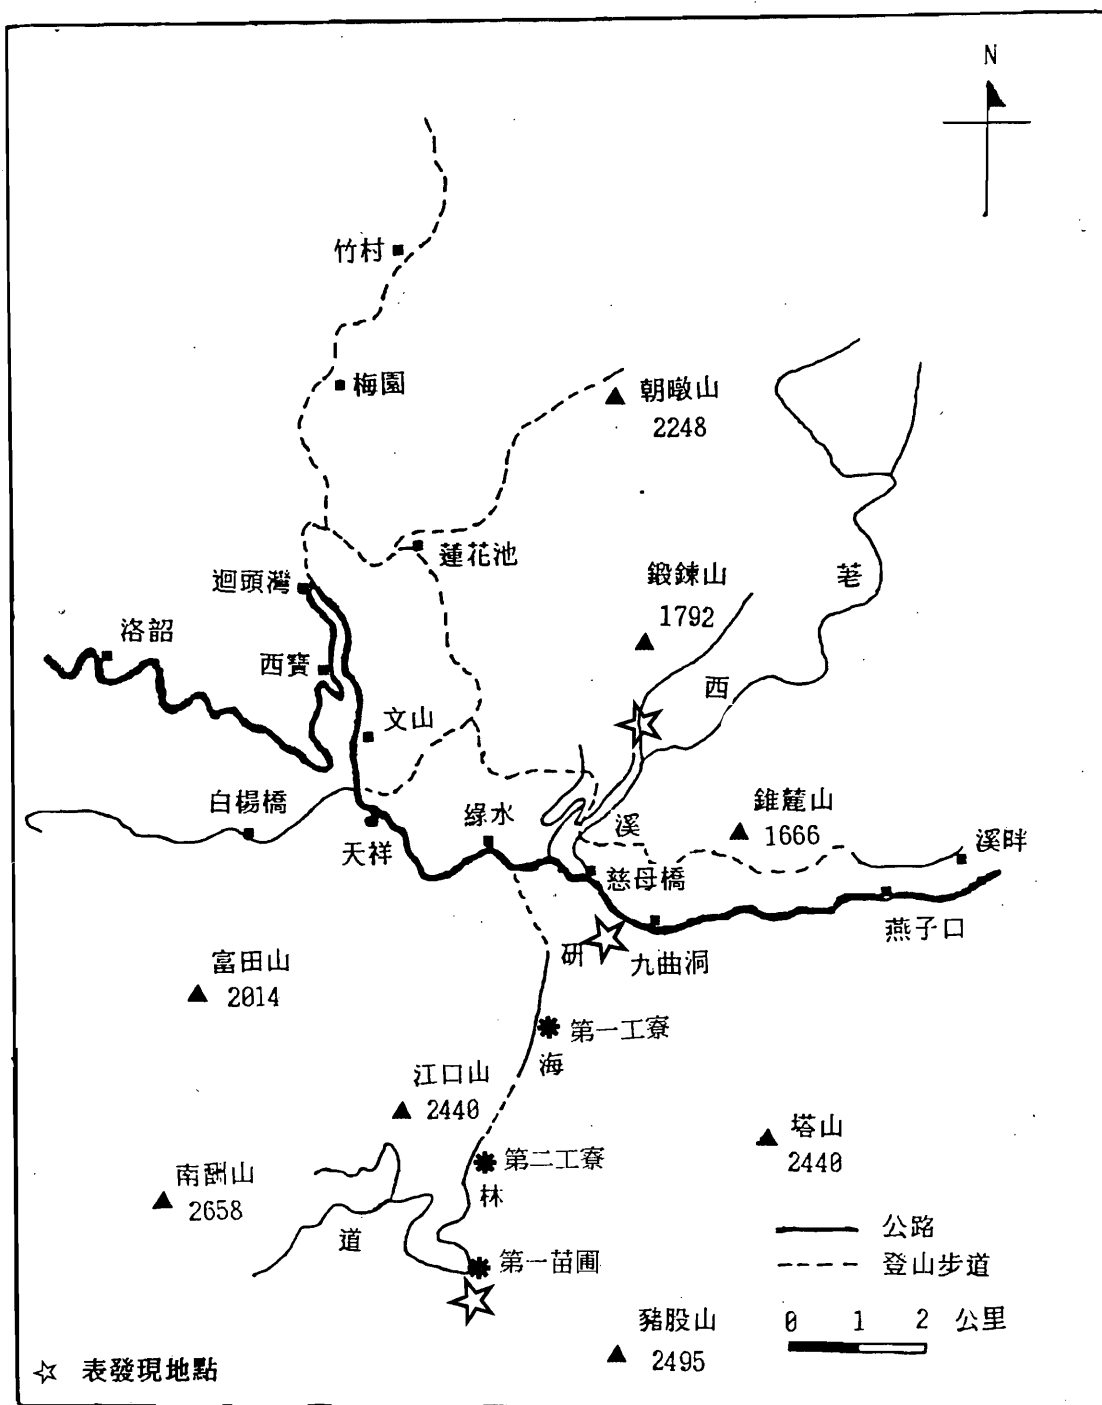 N
竹村
梅園
朝暾山
2248
蓮花池
迴頭灣
鍛鍊山
1792
荖
洛韶
西寶
西
文山
白楊橋
綠水
溪
錐麓山
1666
溪畔
天祥
慈母橋
燕子口
研
九曲洞
富田山
2014
第一工寮
海
江口山
2440
塔山
2440
第二工寮
南湖山
2658
林
道
公路
第一苗圃
登山步道
豬股山
2495
0 1 2 公里
☆ 表發現地點